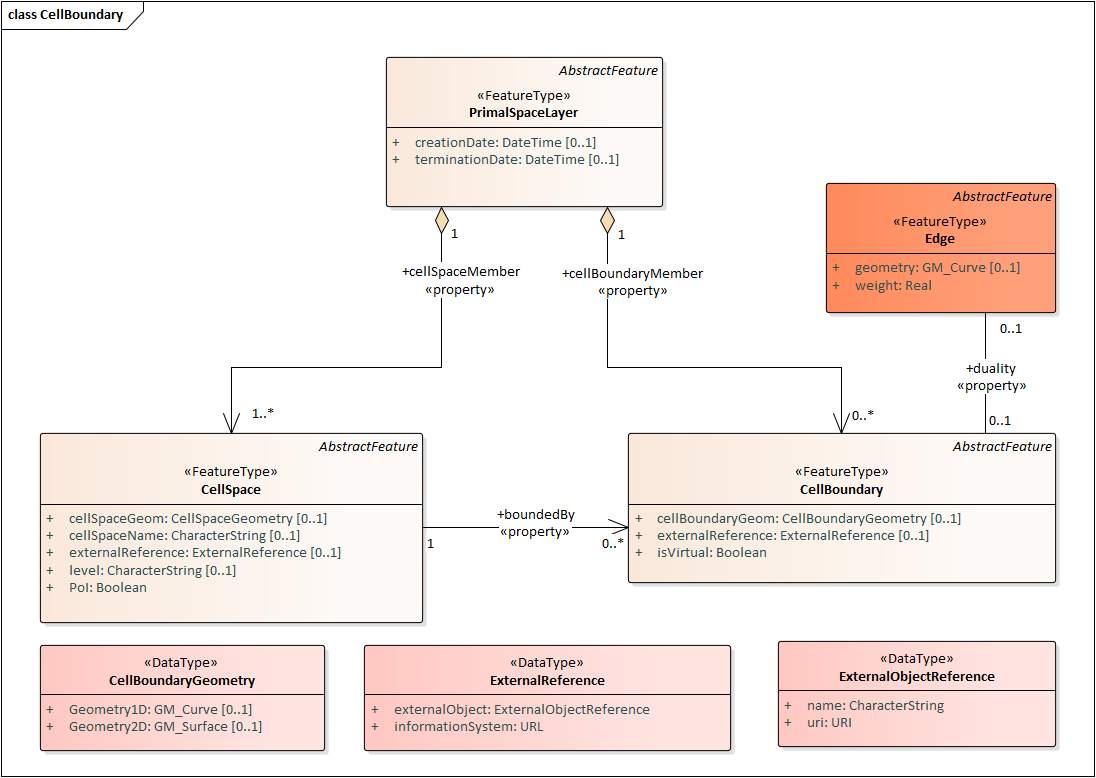 class CellBoundary
AbstractFeature
«FeatureType»
PrimalSpaceLayer
+ creationDate: DateTime [0..1]
+ terminationDate: DateTime [0..1]
AbstractFeature
«FeatureType»
Edge
+ geometry: GM_Curve [0..1]
+ weight: Real
1
1
+cellSpaceMember
«property»
+cellBoundaryMember
«property»
0..1
+duality
«property»
0..1
1..*
0..*
AbstractFeature
«FeatureType»
CellSpace
+ cellSpaceGeom: CellSpaceGeometry [0..1]
+ cellSpaceName: CharacterString [0..1]
+ externalReference: ExternalReference [0..1]
+ level: CharacterString [0..1]
+ PoI: Boolean
+boundedBy
«property»
1
0..*
AbstractFeature
«FeatureType»
CellBoundary
+ cellBoundaryGeom: CellBoundaryGeometry [0..1]
+ externalReference: ExternalReference [0..1]
+ isVirtual: Boolean
«DataType»
CellBoundaryGeometry
+ Geometry1D: GM_Curve [0..1]
+ Geometry2D: GM_Surface [0..1]
«DataType»
ExternalReference
+ externalObject: ExternalObjectReference
+ informationSystem: URL
«DataType»
ExternalObjectReference
+ name: CharacterString
+ uri: URI